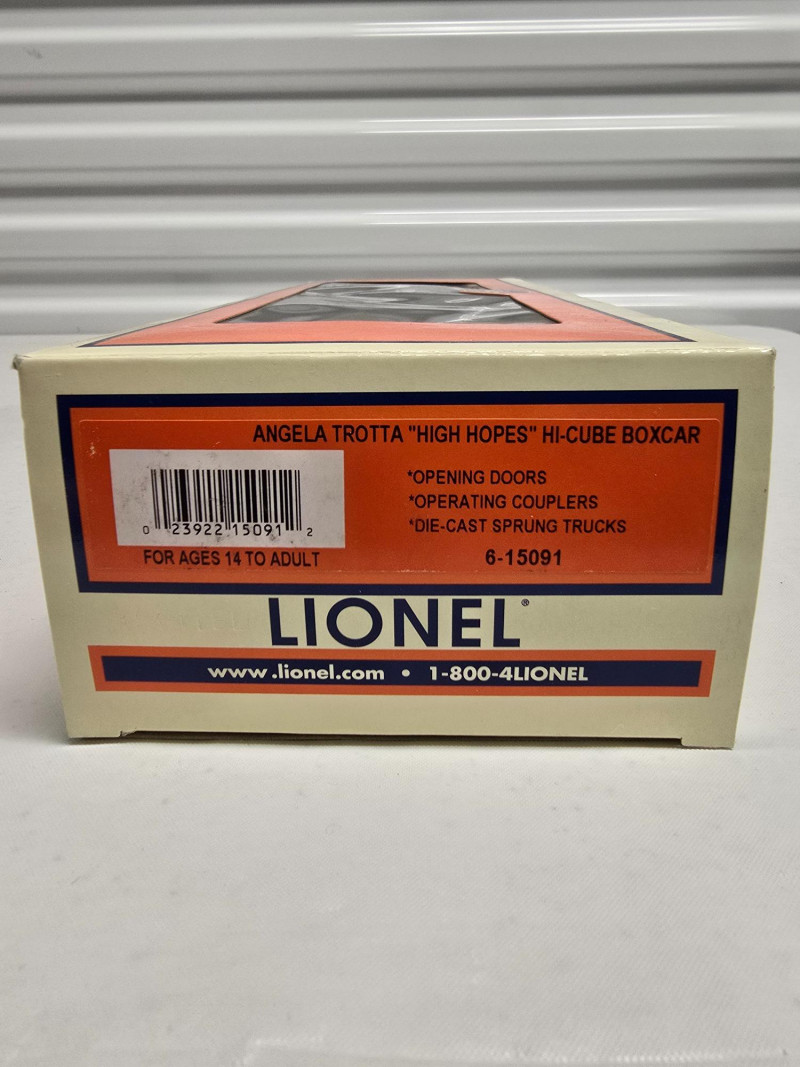 ANGELA TROTTA "HIGH HOPES" HI-CUBE BOXCAR
*OPENING DOORS
*OPERATING COUPLERS
*DIE-CAST SPRUNG TRUCKS
0 23922 15091 2
FOR AGES 14 TO ADULT
6-15091
LIONEL®
www.lionel.com • 1-800-4LIONEL